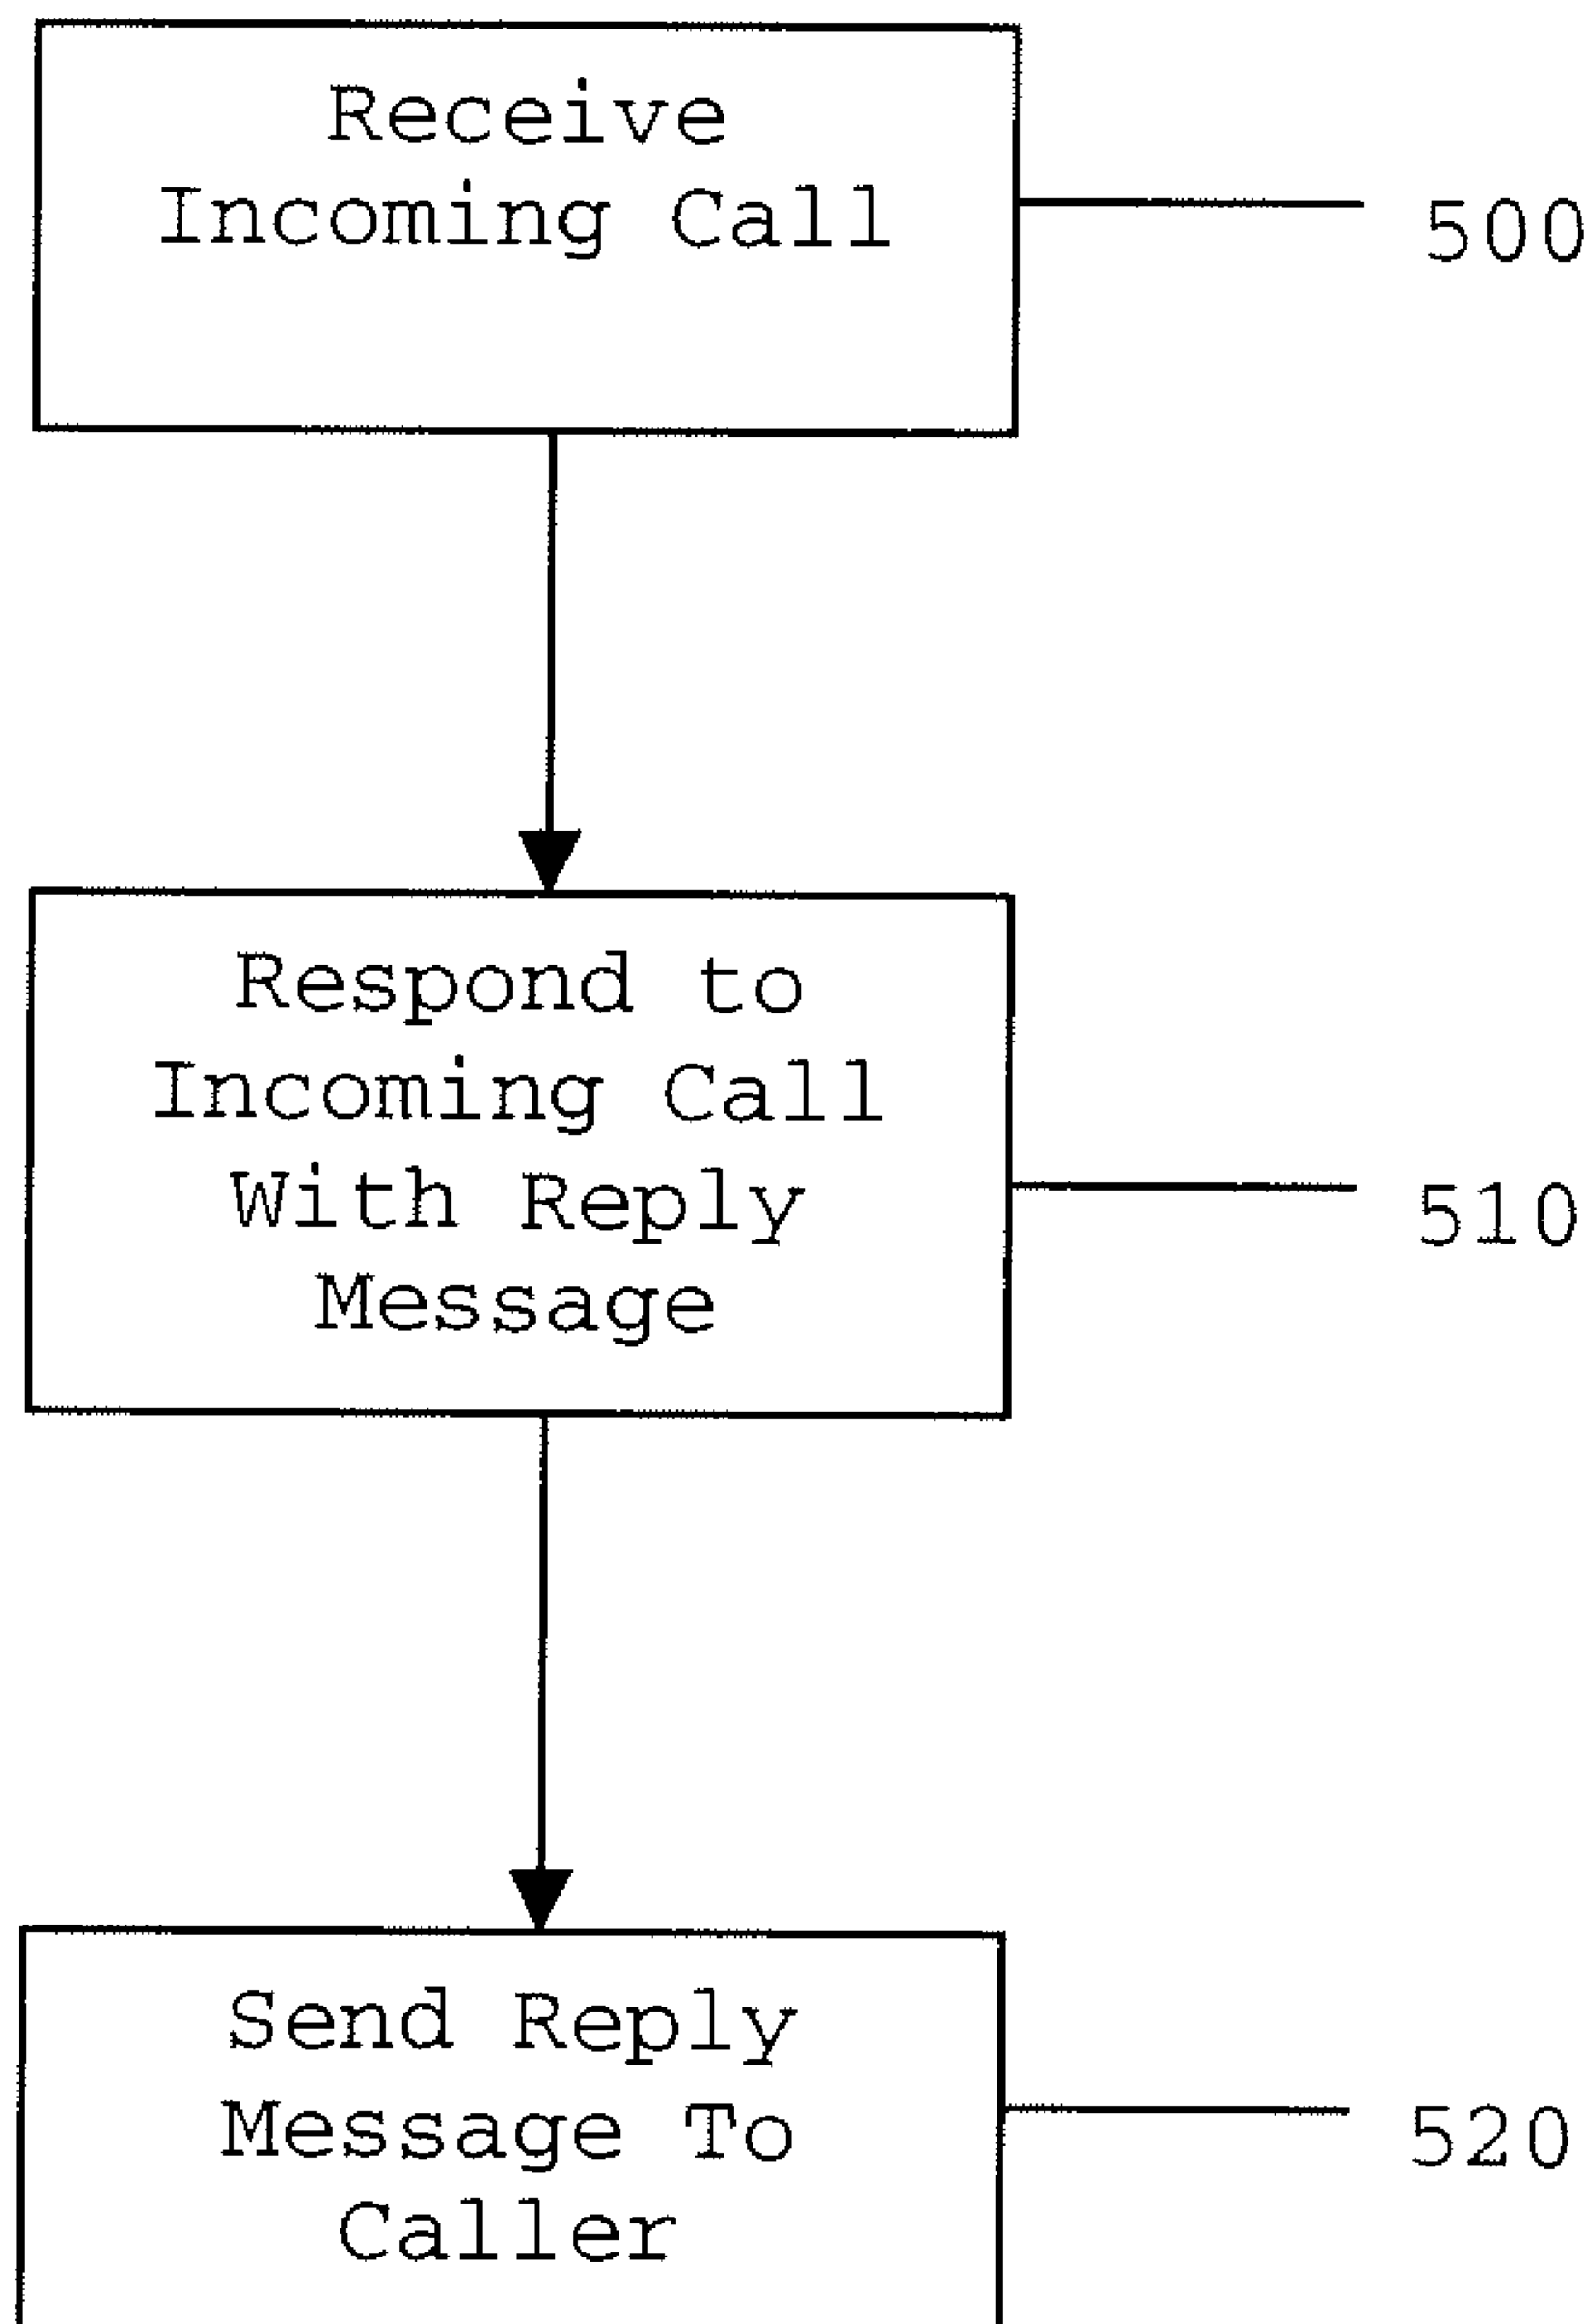 Receive
Incoming Call
500
Respond to
Incoming Call
With Reply
Message
510
Send Reply
Message To
Caller
520